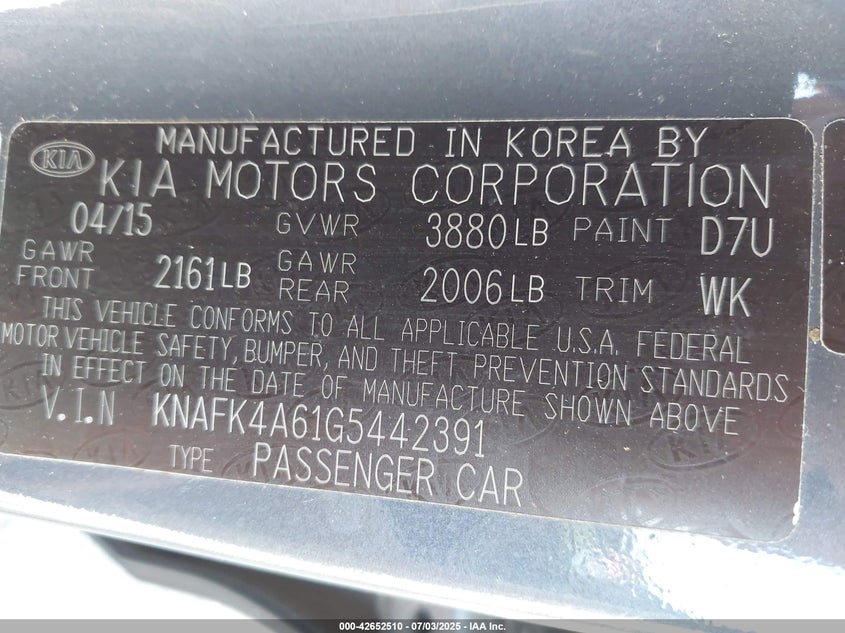 KIA
MANUFACTURED IN KOREA BY
KIA MOTORS CORPORATION
04/15 GVWR 3880LB PAINT D7U
GAWR FRONT 2161LB GAWR REAR 2006LB TRIM WK
THIS VEHICLE CONFORMS TO ALL APPLICABLE U.S.A. FEDERAL
MOTOR VEHICLE SAFETY, BUMPER, AND THEFT PREVENTION STANDARDS
IN EFFECT ON THE DATE OF MANUFACTURE SHOWN ABOVE
V.I.N KNAFK4A61G5442391
TYPE PASSENGER CAR
000-42652510 - 07/03/2025 - IAA Inc.